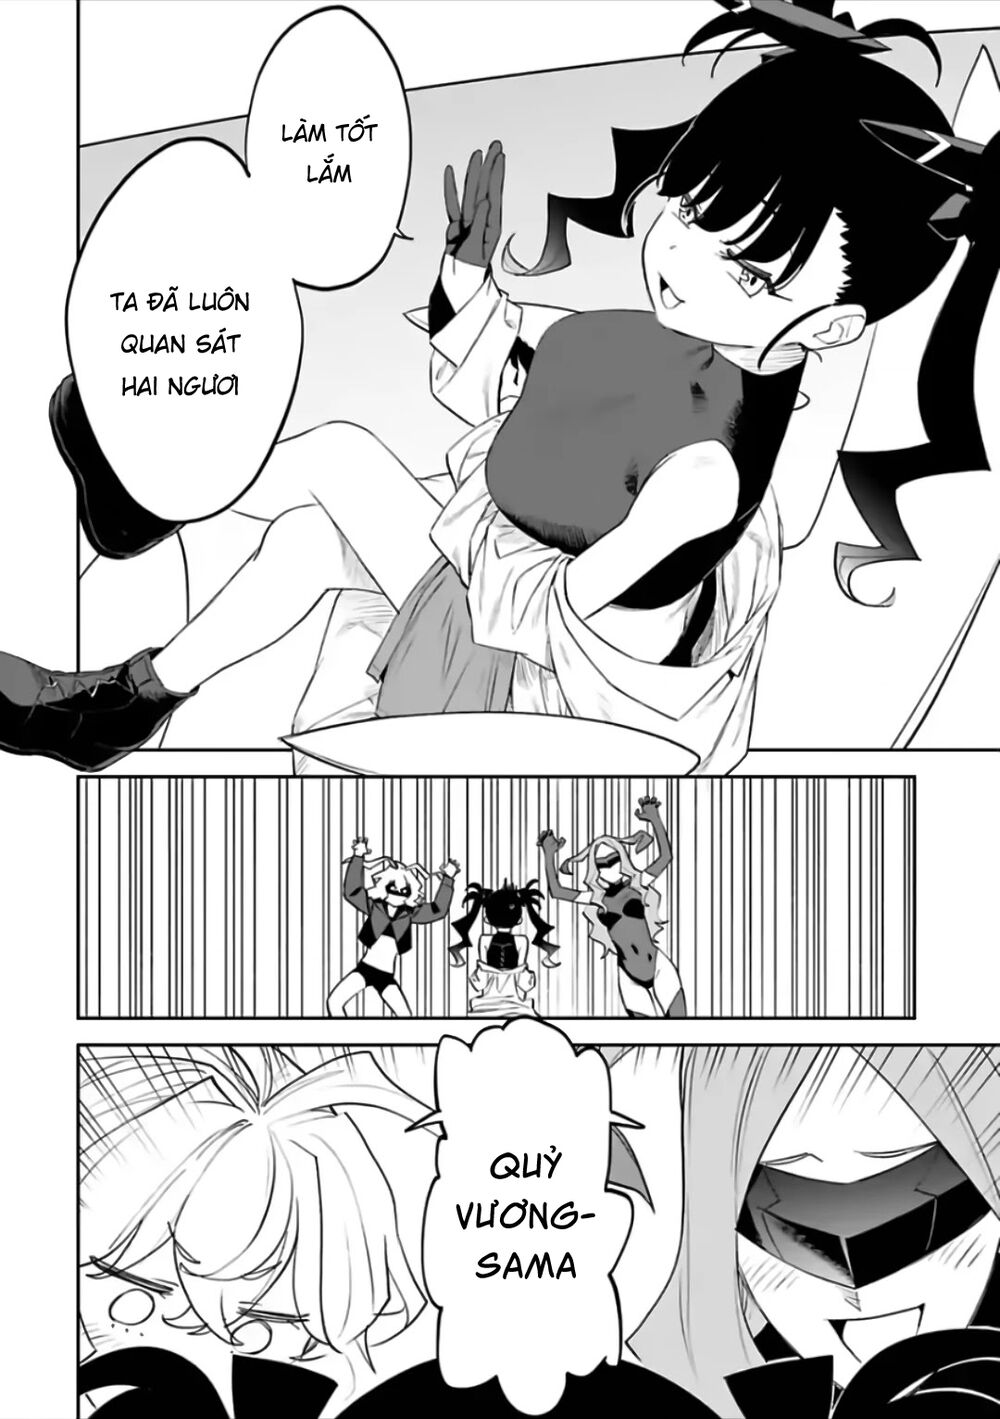 LÀM TỐT
LẮM
TA ĐÃ LUÔN
QUAN SÁT
HAI NGƯƠI
QUỶ
VƯƠNG-
SAMA